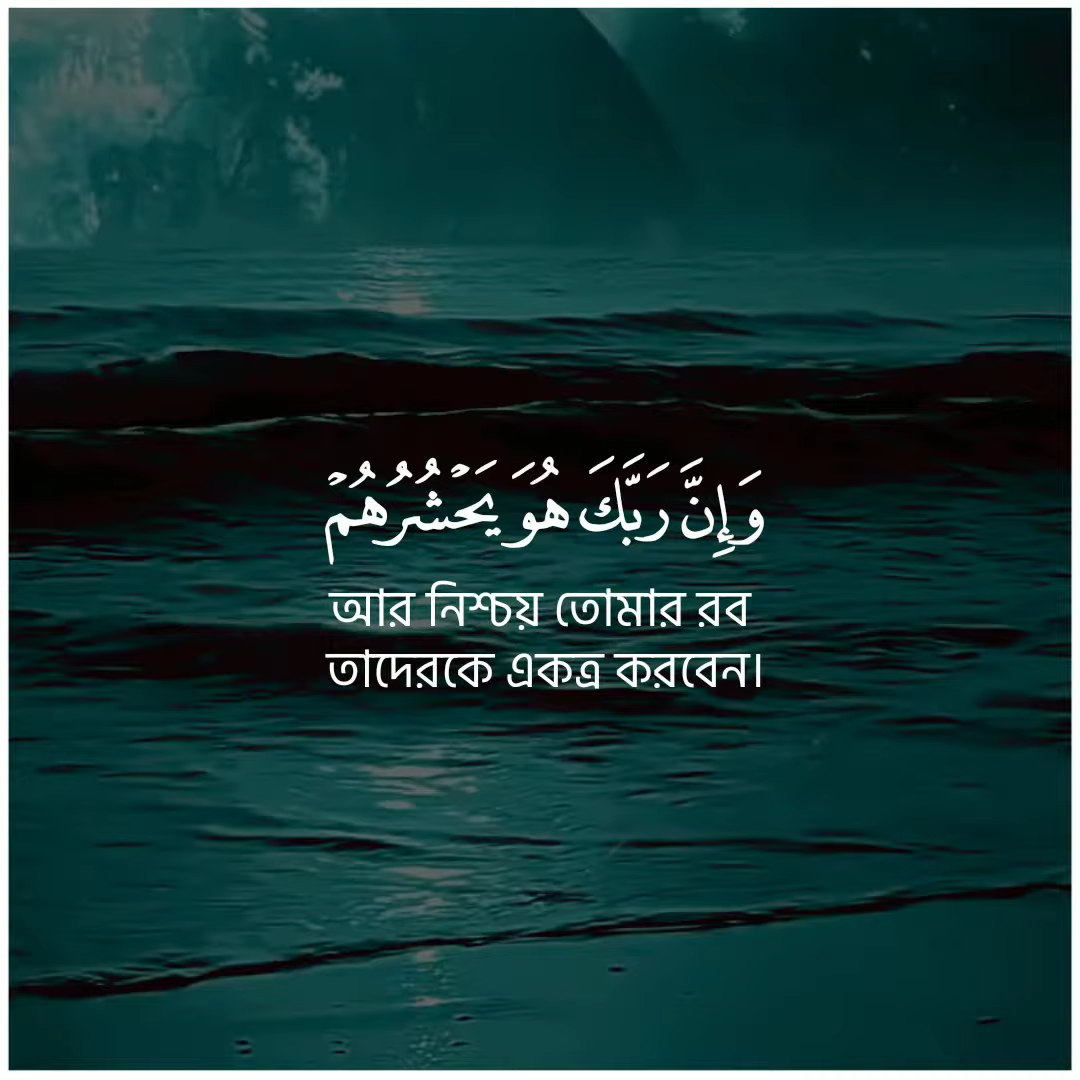 وَإِنَّ رَبَّكَ هُوَ يَحۡشُرُهُمۡ
আর নিশ্চয় তোমার রব
তাদেরকে একত্র করবেন।